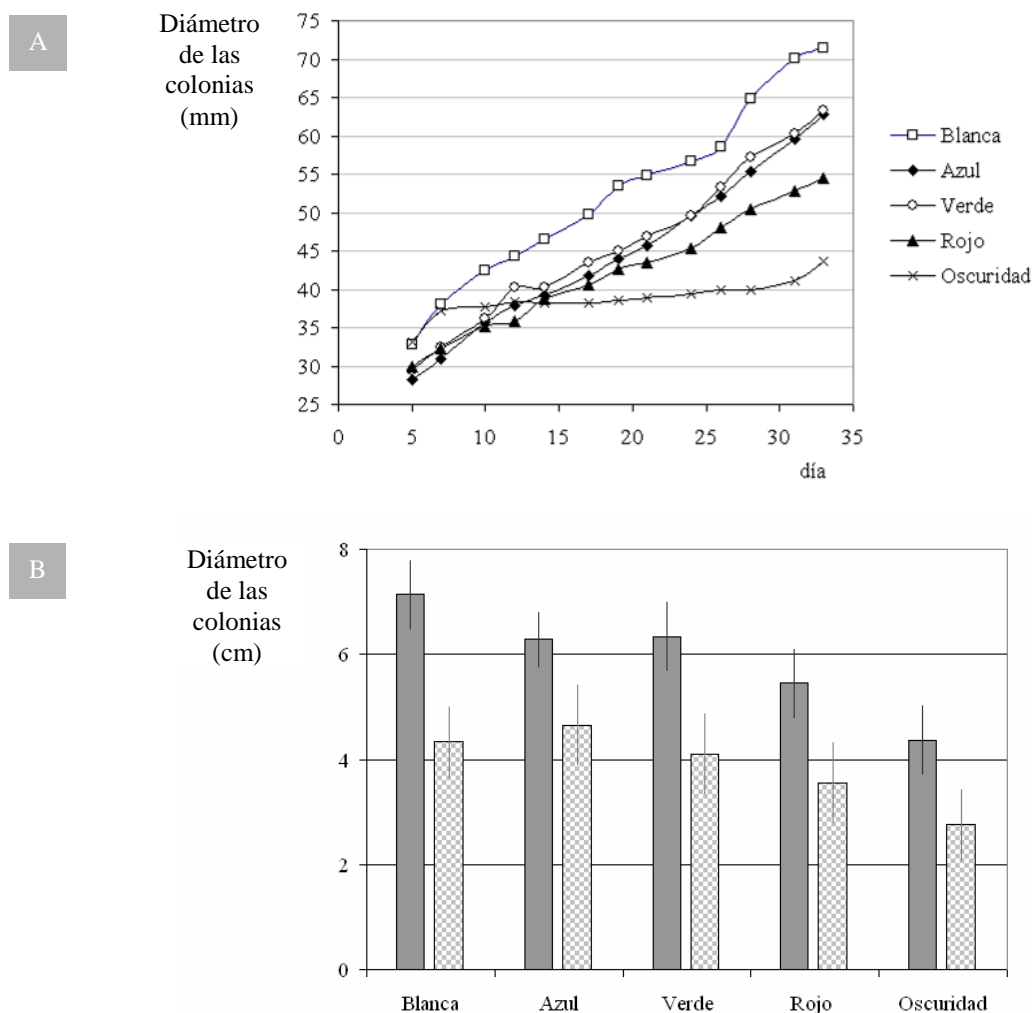 A
Diámetro
de las
colonias
(mm)
75
70
65
60
55
50
45
40
35
30
25
0 5 10 15 20 25 30 35
día
Blanca
Azul
Verde
Rojo
Oscuridad
B
Diámetro
de las
colonias
(cm)
8
6
4
2
0
Blanca Azul Verde Rojo Oscuridad